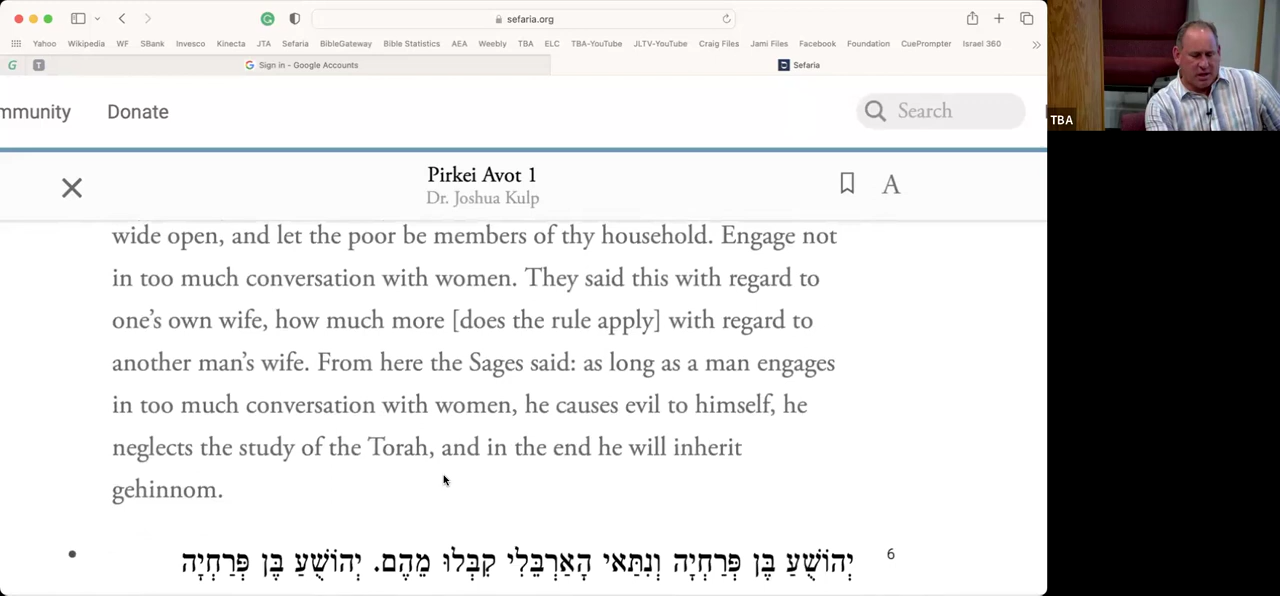 sefaria.org
Yahoo Wikipedia WF SBank Invesco Kinecta JTA Sefaria BibleGateway Bible Statistics AEA Weebly TBA ELC TBA-YouTube JLTV-YouTube Craig Files Jami Files Facebook Foundation CuePrompter Israel 360 »
G T Sign in - Google Accounts Sefaria
mmunity Donate Search
TBA
Pirkei Avot 1
Dr. Joshua Kulp
A
wide open, and let the poor be members of thy household. Engage not
in too much conversation with women. They said this with regard to
one’s own wife, how much more [does the rule apply] with regard to
another man’s wife. From here the Sages said: as long as a man engages
in too much conversation with women, he causes evil to himself, he
neglects the study of the Torah, and in the end he will inherit
gehinnom.
6
יְהוֹשֻׁעַ בֶּן פְּרַחְיָה וְנִתַּאי הָאַרְבֵּלִי קִבְּלוּ מֵהֶם. יְהוֹשֻׁעַ בֶּן פְּרַחְיָה